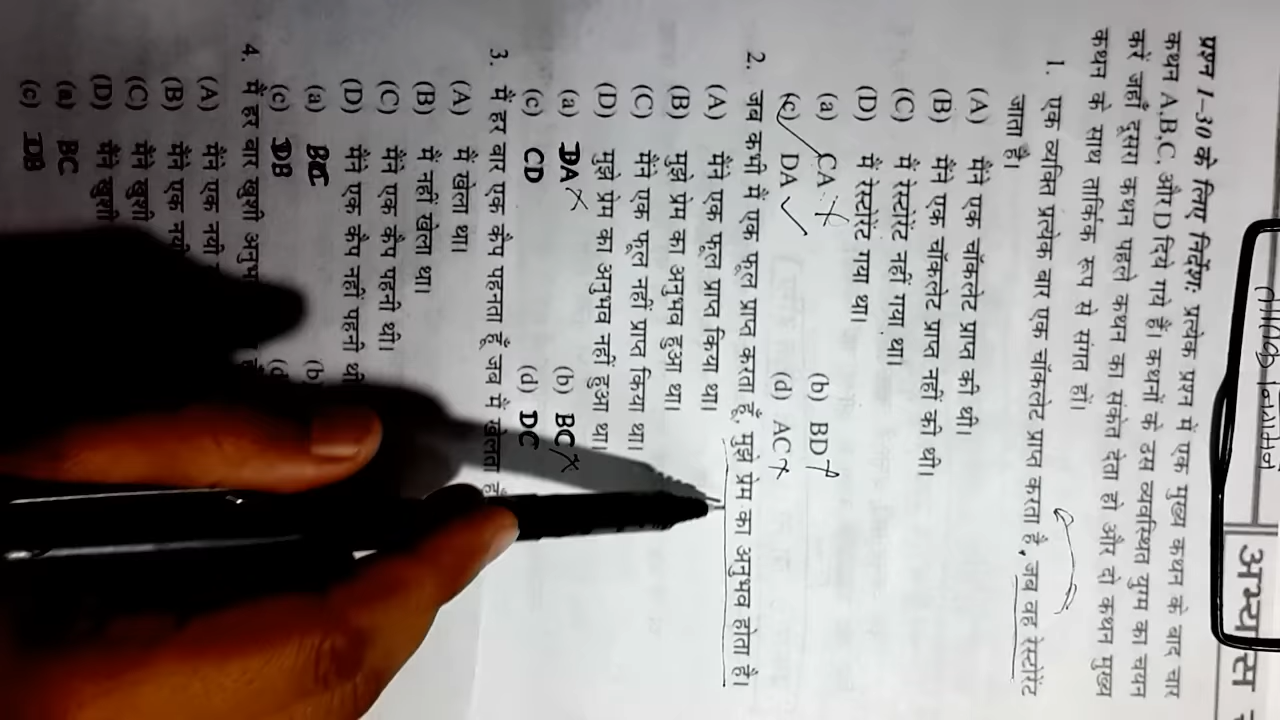 तार्किक निगमन
अभ्यास
प्रश्न 1–30 के लिए निर्देश: प्रत्येक प्रश्न में एक मुख्य कथन के बाद चार
कथन A,B,C, और D दिये गये हैं। कथनों के उस व्यवस्थित युग्म का चयन
करें जहाँ दूसरा कथन पहले कथन का संकेत देता हो और दो कथन मुख्य
कथन के साथ तार्किक रूप से संगत हों।
1. एक व्यक्ति प्रत्येक बार एक चॉकलेट प्राप्त करता है, जब वह रेस्टोरेंट
जाता है।
(A) मैंने एक चॉकलेट प्राप्त की थी।
(B) मैंने एक चॉकलेट प्राप्त नहीं की थी।
(C) मैं रेस्टोरेंट नहीं गया था।
(D) मैं रेस्टोरेंट गया था।
(a) CA (b) BD
(c) DA (d) AC
2. जब कभी मैं एक फूल प्राप्त करता हूँ, मुझे प्रेम का अनुभव होता है।
(A) मैंने एक फूल प्राप्त किया था।
(B) मुझे प्रेम का अनुभव हुआ था।
(C) मैंने एक फूल नहीं प्राप्त किया था।
(D) मुझे प्रेम का अनुभव नहीं हुआ था।
(a) DA (b) BC
(c) CD (d) DC
3. मैं हर बार एक कैप पहनता हूँ जब मैं खेलता
(A) मैं खेला था।
(B) मैं नहीं खेला था।
(C) मैंने एक कैप पहनी थी।
(D) मैंने एक कैप नहीं पहनी
(a) BC (b)
(c) DB
4. मैं हर बार खुशी
(A) मैंने एक नयी
(B) मैंने एक
(C) मैंने खुशी
(D) मैंने खुशी
(a) BC
(c) DB